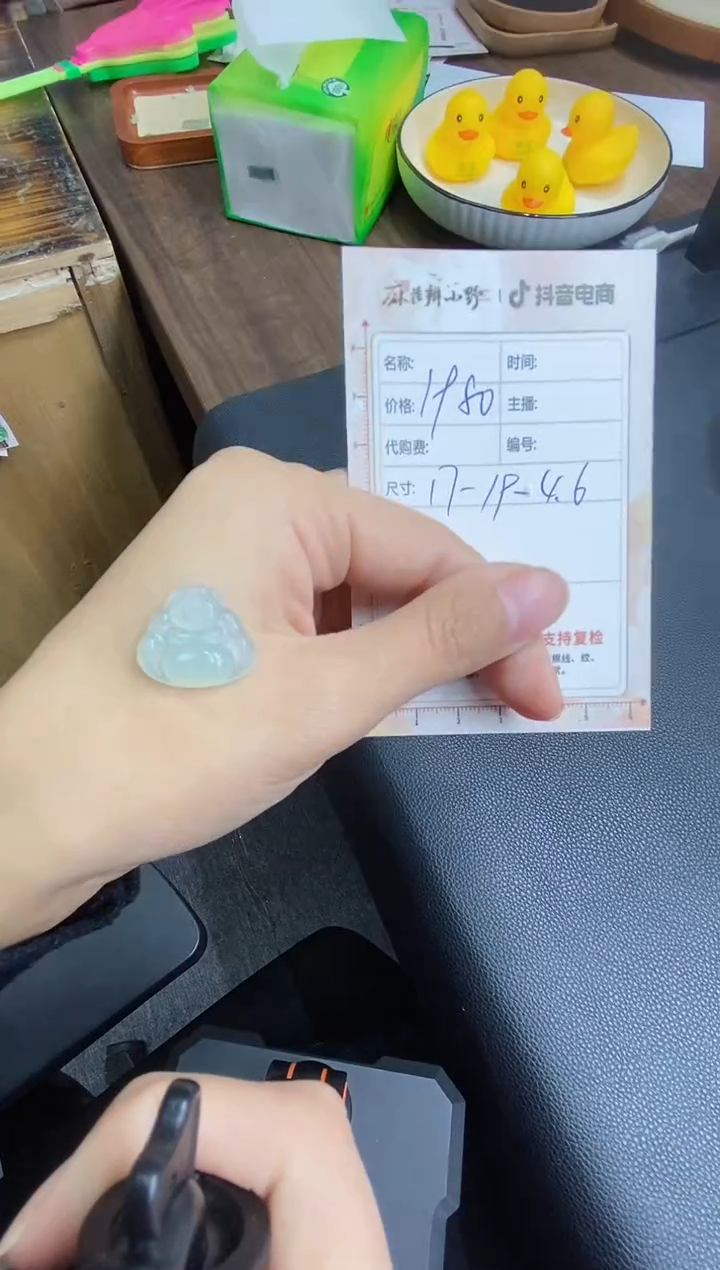 抖音电商
名称: 时间:
价格: 1980 主播:
代购费: 编号:
尺寸: 17-19-4.6
支持复检